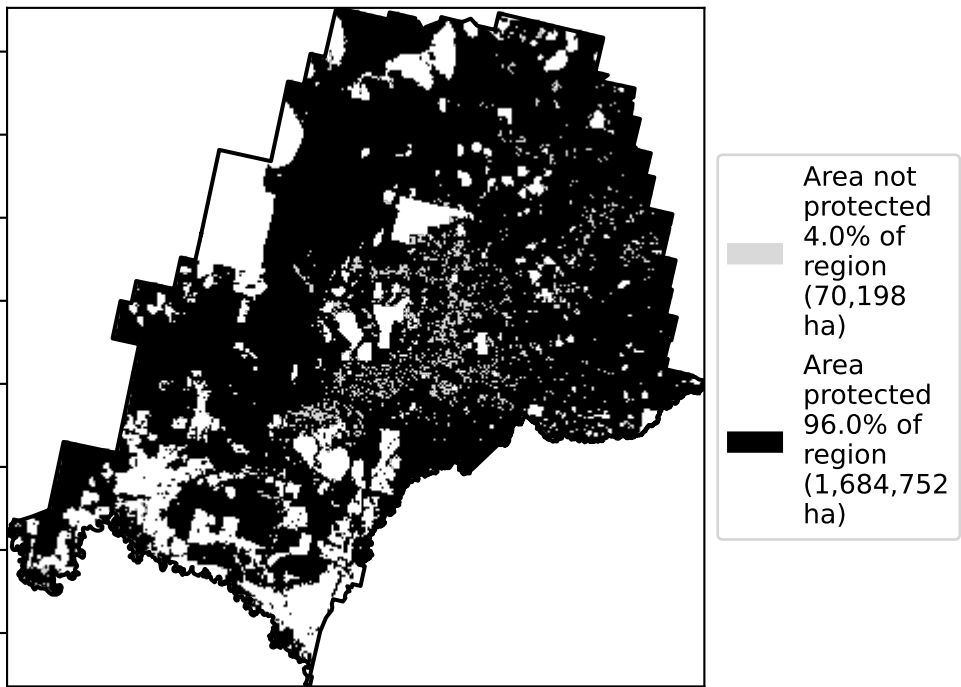 Area not
protected
4.0% of
region
(70,198
ha)
Area
protected
96.0% of
region
(1,684,752
ha)